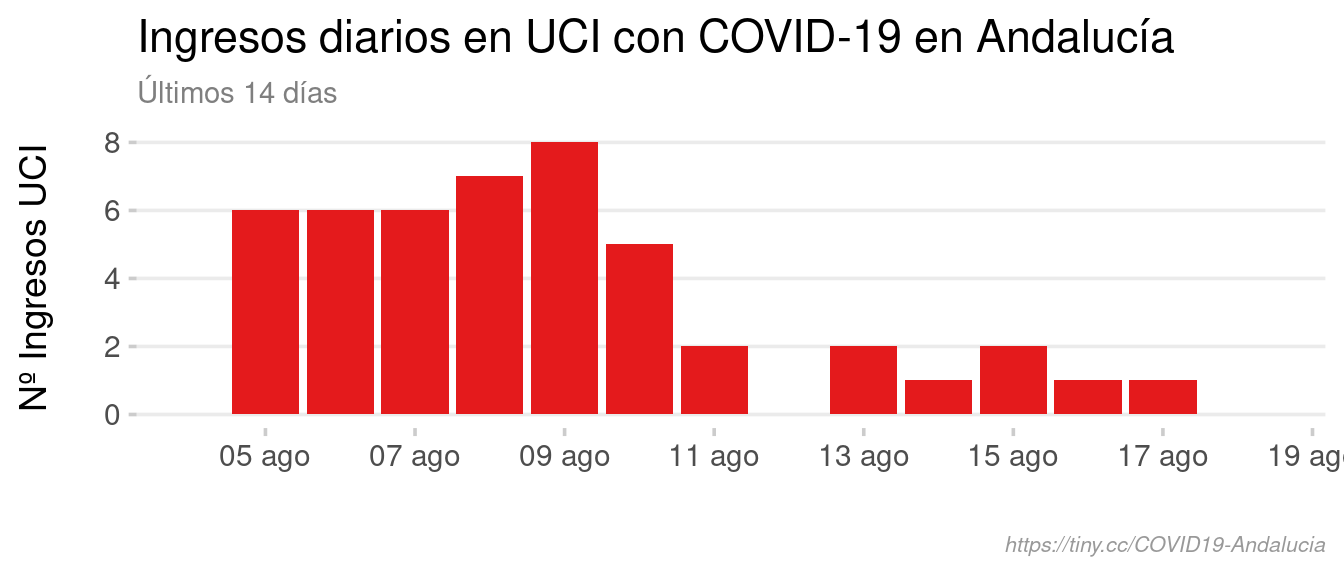 Ingresos diarios en UCI con COVID-19 en Andalucía
Últimos 14 días
Nº Ingresos UCI
8
6
4
2
0
05 ago 07 ago 09 ago 11 ago 13 ago 15 ago 17 ago 19 ag
https://tiny.cc/COVID19-Andalucia